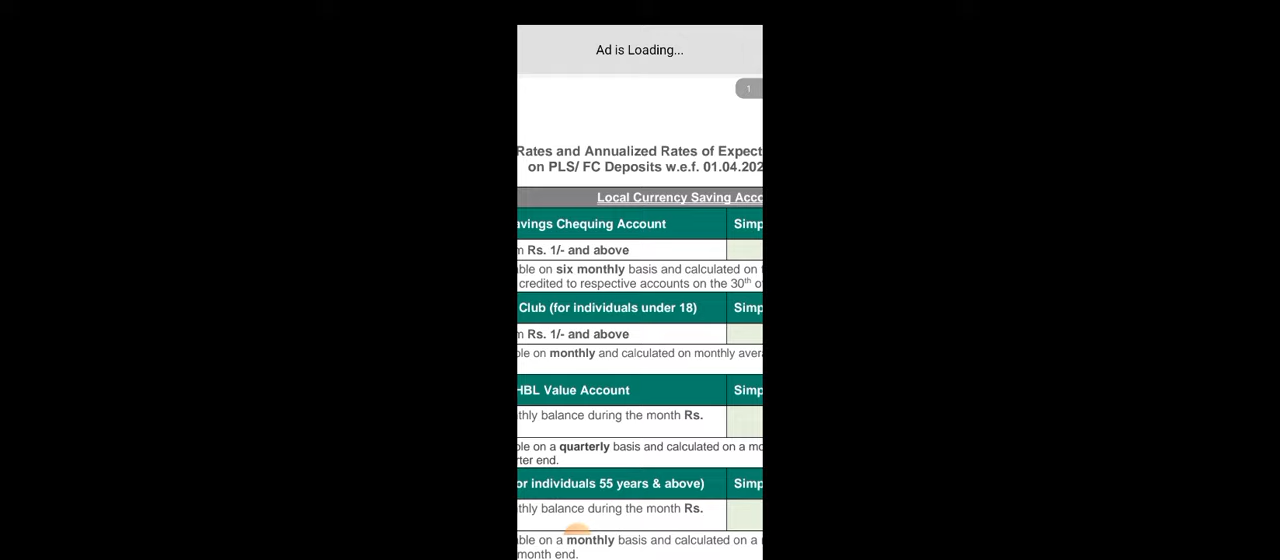 Ad is Loading...
1
Rates and Annualized Rates of Expect
on PLS/ FC Deposits w.e.f. 01.04.202
Local Currency Saving Acco
avings Chequing Account Simp
m Rs. 1/- and above
able on six monthly basis and calculated on
credited to respective accounts on the 30th o
Club (for individuals under 18) Simp
m Rs. 1/- and above
ble on monthly and calculated on monthly aver
HBL Value Account Simp
thly balance during the month Rs.
ble on a quarterly basis and calculated on a mo
rter end.
or individuals 55 years & above) Simp
thly balance during the month Rs.
able on a monthly basis and calculated on a
month end.